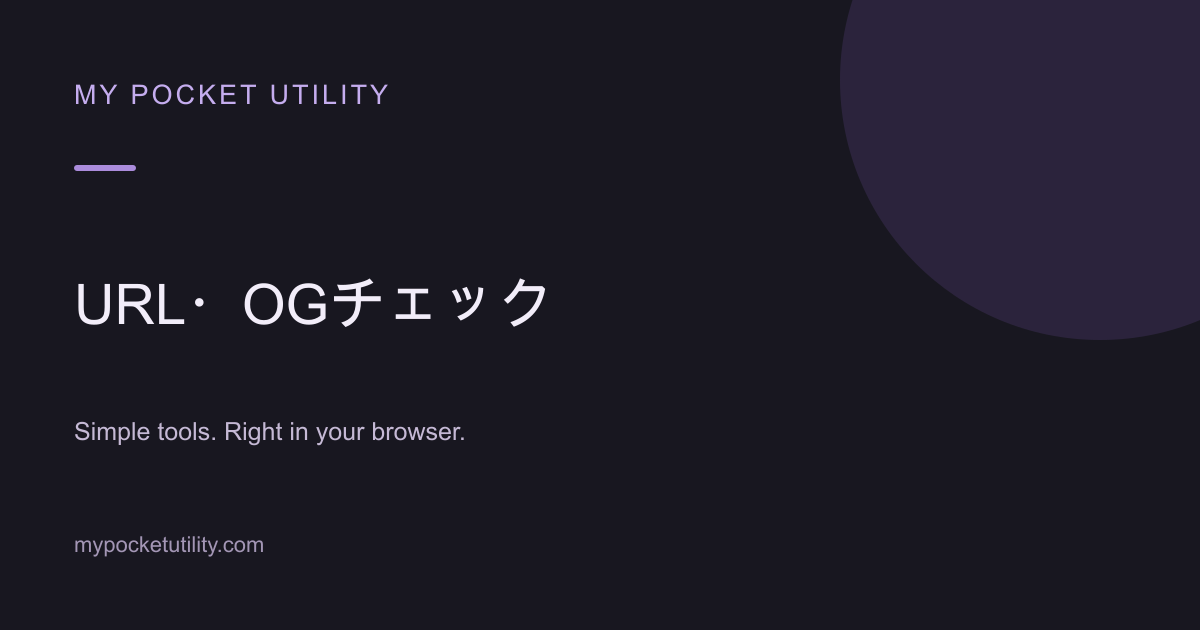 MY POCKET UTILITY
URL· OGチェック
Simple tools. Right in your browser.
mypocketutility.com